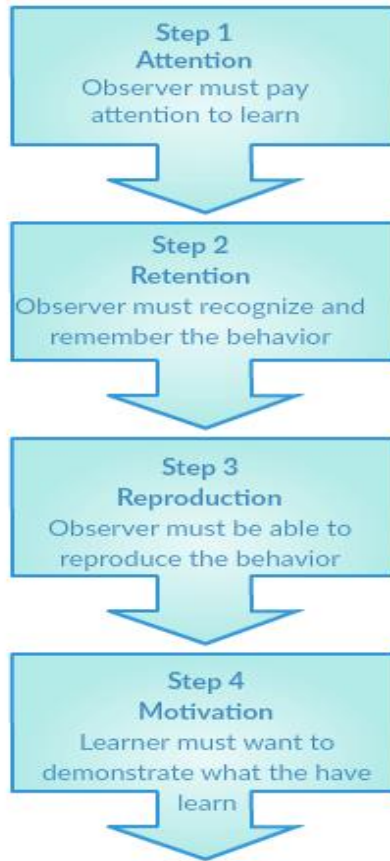 Step 1
Attention
Observer must pay
attention to learn
Step 2
Retention
Observer must recognize and
remember the behavior
Step 3
Reproduction
Observer must be able to
reproduce the behavior
Step 4
Motivation
Learner must want to
demonstrate what the have
learn